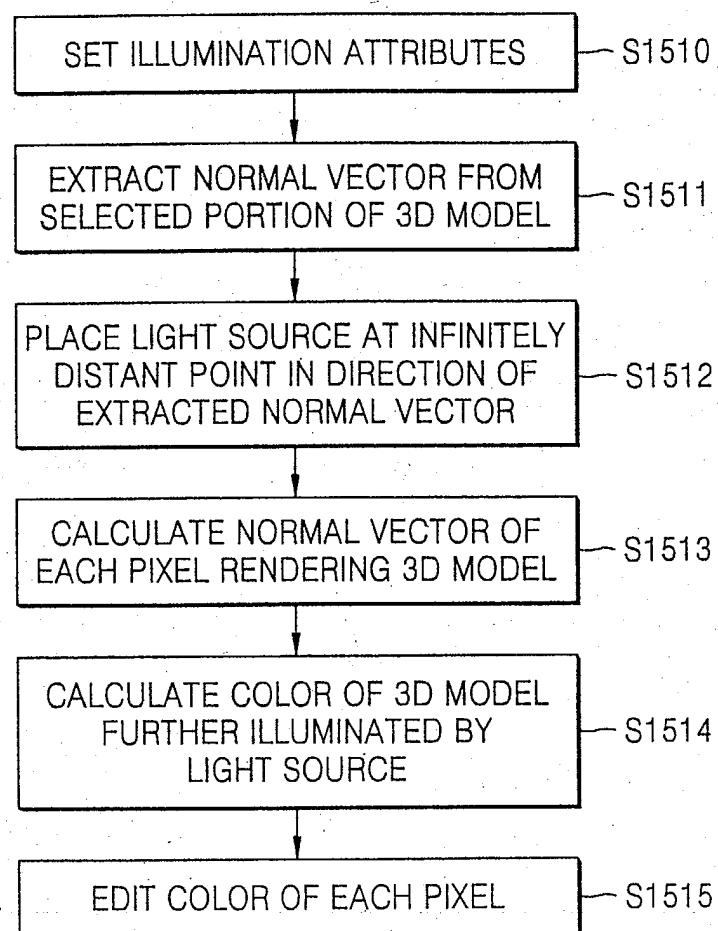 SET ILLUMINATION ATTRIBUTES
S1510
EXTRACT NORMAL VECTOR FROM
SELECTED PORTION OF 3D MODEL
S1511
PLACE LIGHT SOURCE AT INFINITELY
DISTANT POINT IN DIRECTION OF
EXTRACTED NORMAL VECTOR
S1512
CALCULATE NORMAL VECTOR OF
EACH PIXEL RENDERING 3D MODEL
S1513
CALCULATE COLOR OF 3D MODEL
FURTHER ILLUMINATED BY
LIGHT SOURCE
S1514
EDIT COLOR OF EACH PIXEL
S1515